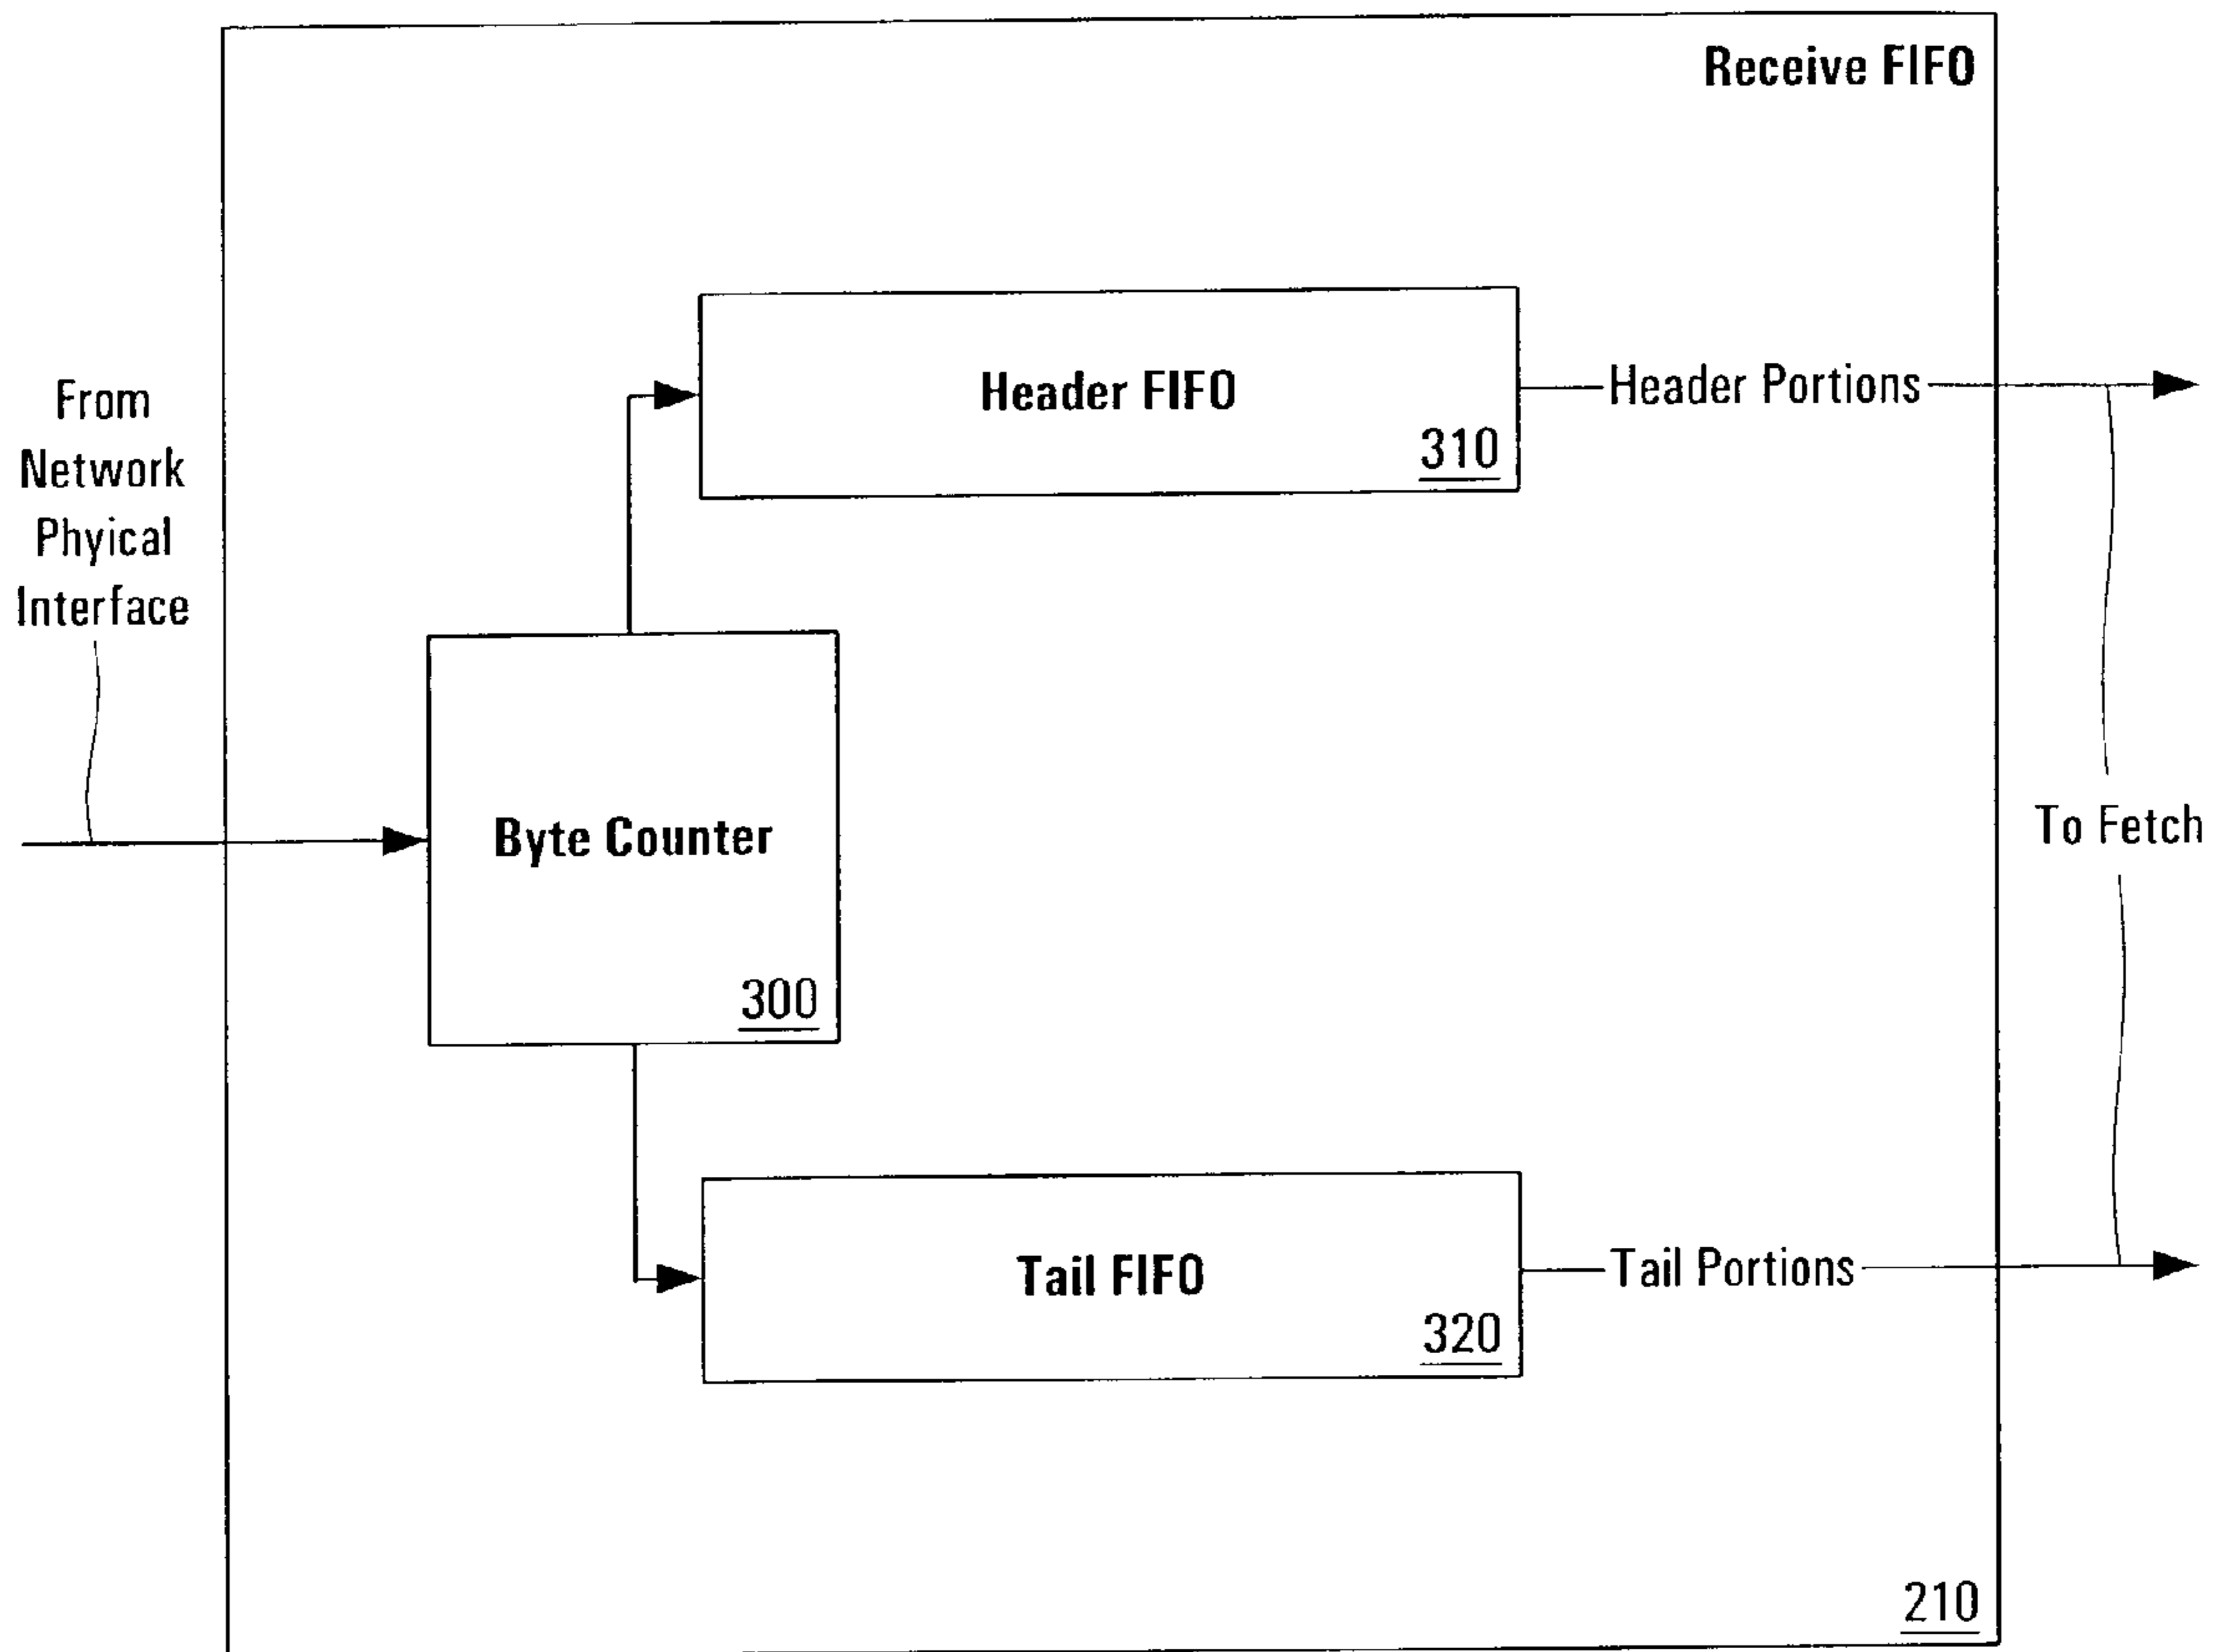 Receive FIFO
From
Network
Phyical
Interface
Header FIFO
310
Header Portions
Byte Counter
300
To Fetch
Tail FIFO
320
Tail Portions
210